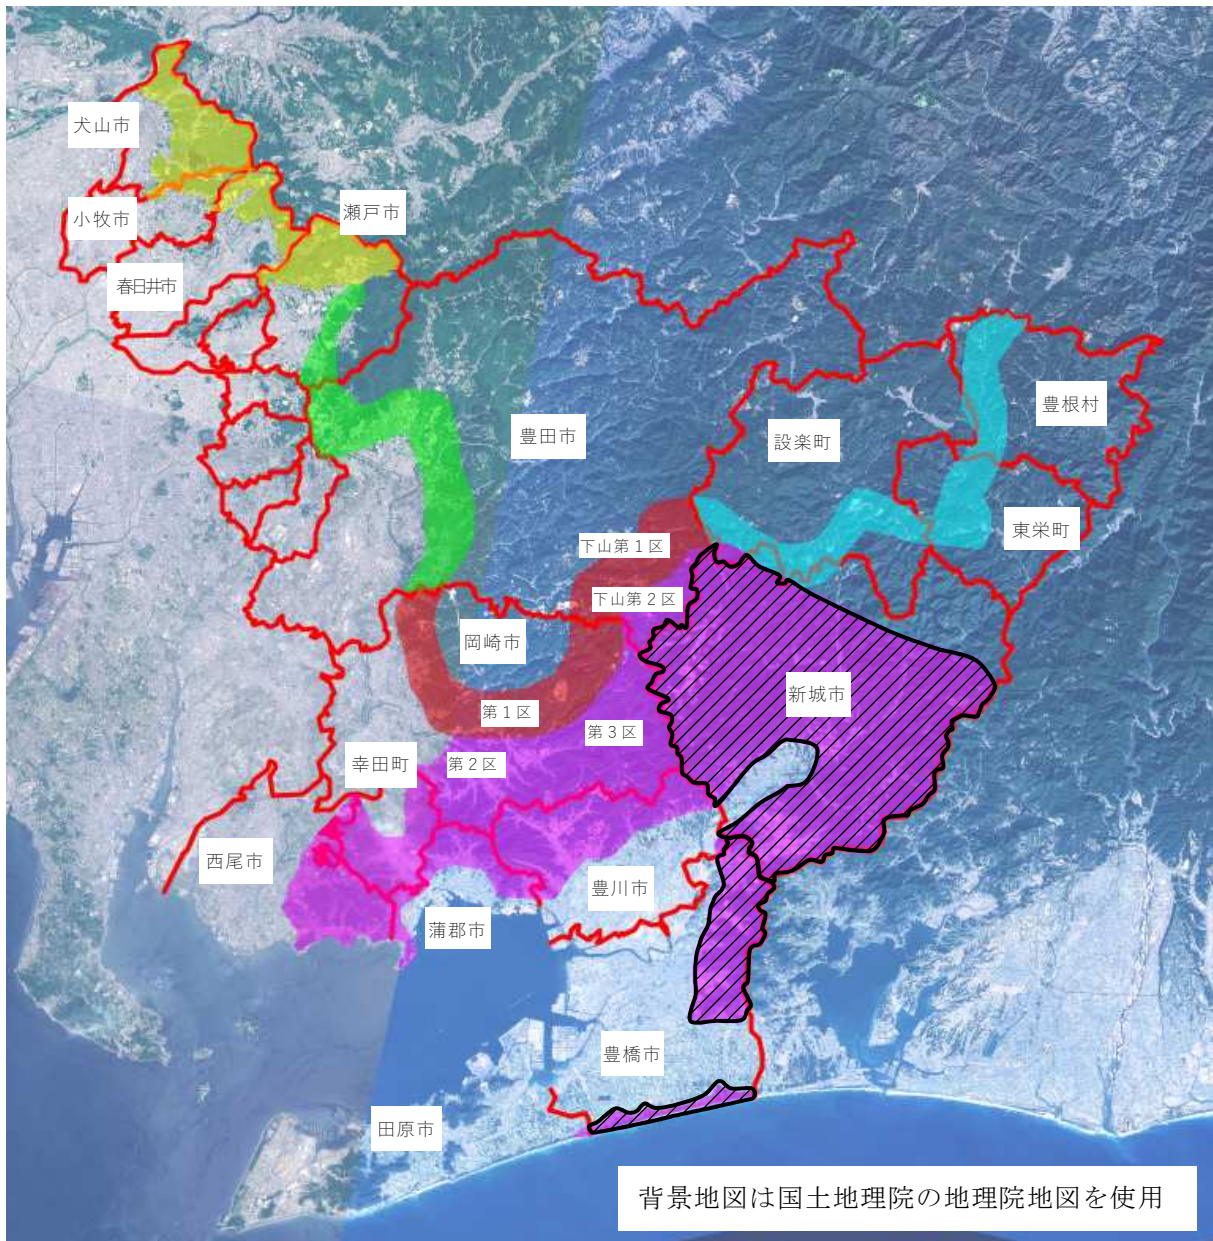 犬山市
小牧市
瀬戸市
春日井市
豊根村
豊田市
設楽町
東栄町
下山第１区
下山第２区
岡崎市
新城市
第１区
第３区
幸田町
第２区
西尾市
豊川市
蒲郡市
豊橋市
田原市
背景地図は国土地理院の地理院地図を使用